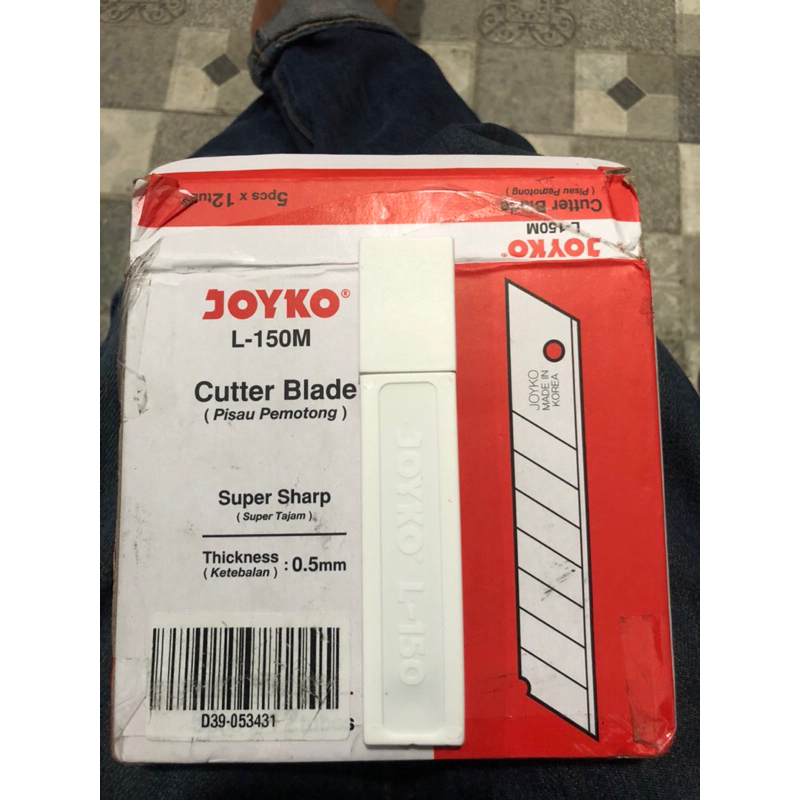 5pcs x 12tubes
Cutter Blade
( Pisau Pemotong )
L-150M
JOYKO
JOYKO®
L-150M
Cutter Blade
( Pisau Pemotong )
Super Sharp
( Super Tajam )
Thickness : 0.5mm
( Ketebalan )
D39-053431
JOYKO L-150
JOYKO
MADE IN
KOREA